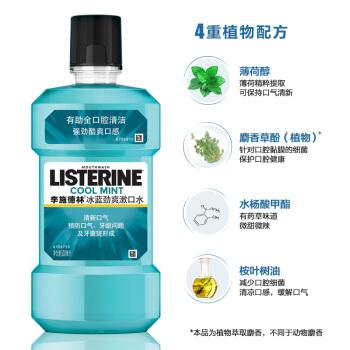 4重植物配方
有助全口腔清洁
强劲酷爽口感
MOUTHWASH
LISTERINE
COOL MINT
李施德林 冰蓝劲爽漱口水
清新口气
预防口气、牙龈问题
及牙菌斑形成
薄荷醇
薄荷精粹提取
可保持口气清新
麝香草酚（植物）*
针对口腔黏膜的细菌
保护口腔健康
水杨酸甲酯
有药草味道
微甜微辣
桉叶树油
减少口腔细菌
清凉口感，缓解口气
*本品为植物萃取麝香，不同于动物麝香